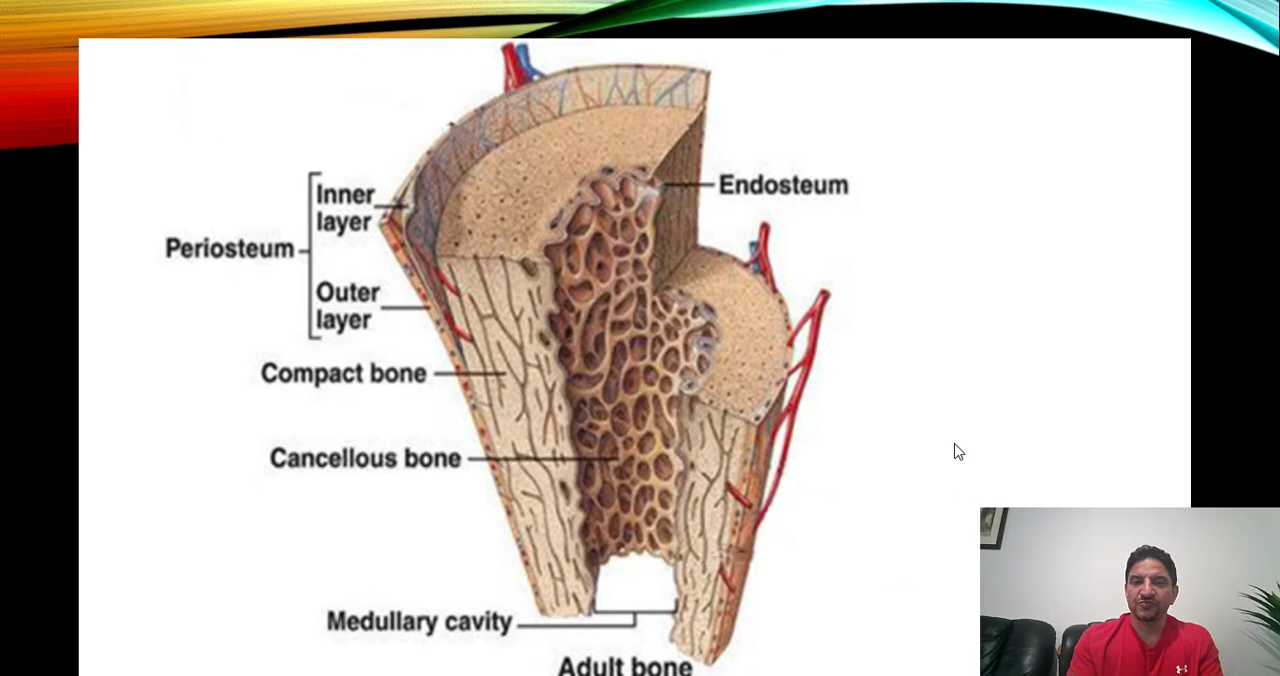 Inner
layer
Periosteum
Outer
layer
Endosteum
Compact bone
Cancellous bone
Medullary cavity
Adult bone